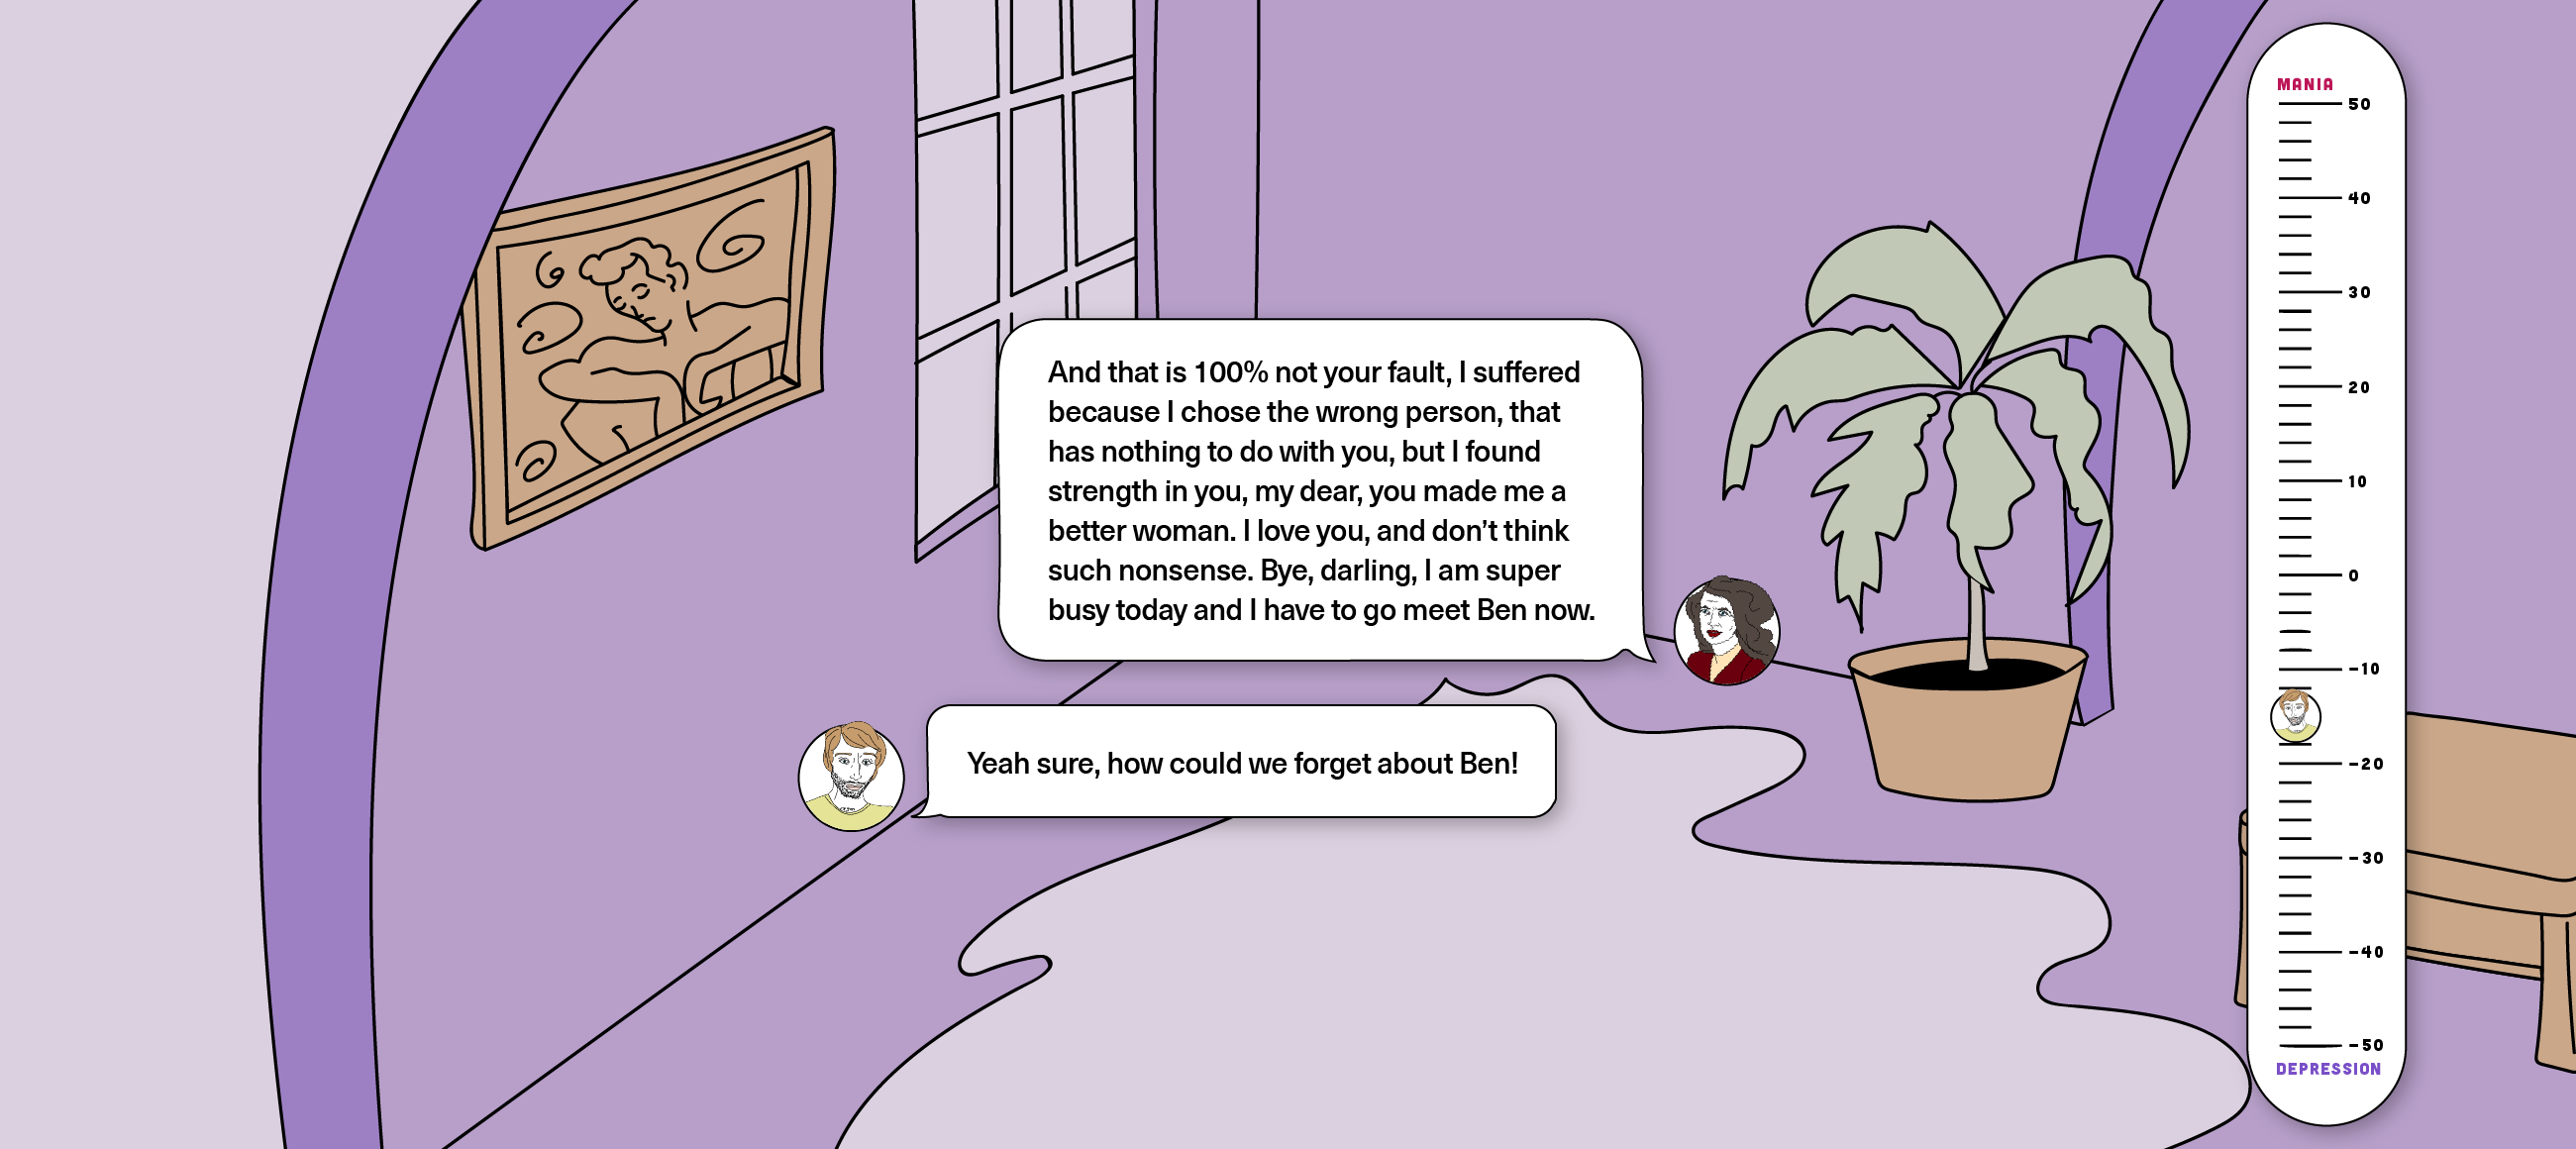 And that is 100% not your fault, I suffered
because I chose the wrong person, that
has nothing to do with you, but I found
strength in you, my dear, you made me a
better woman. I love you, and don’t think
such nonsense. Bye, darling, I am super
busy today and I have to go meet Ben now.
Yeah sure, how could we forget about Ben!
MANIA
50
40
30
20
10
0
-10
-20
-30
-40
-50
DEPRESSION